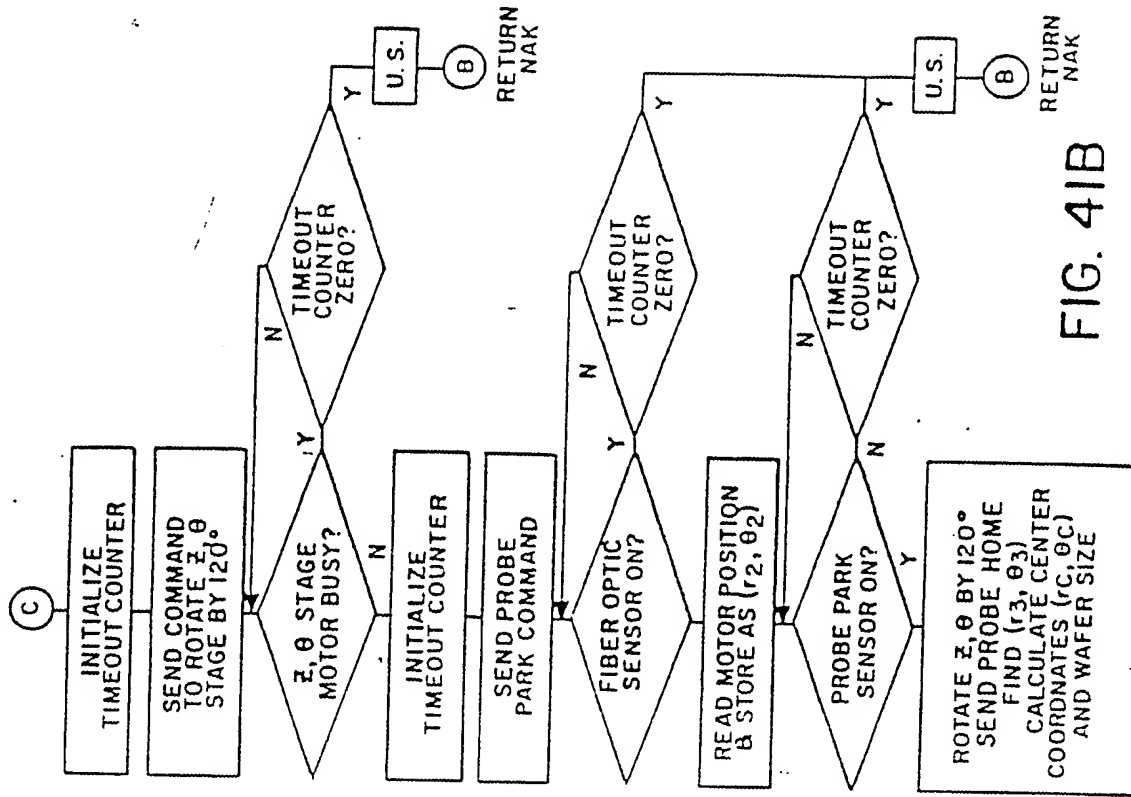 C
INITIALIZE
TIMEOUT COUNTER
SEND COMMAND
TO ROTATE Z, θ
STAGE BY 120°
Z, θ STAGE
MOTOR BUSY?
Y
N
TIMEOUT
COUNTER
ZERO?
N
Y
U.S.
B
RETURN
NAK
INITIALIZE
TIMEOUT COUNTER
SEND PROBE
PARK COMMAND
FIBER OPTIC
SENSOR ON?
Y
TIMEOUT
COUNTER
ZERO?
N
Y
READ MOTOR POSITION
& STORE AS (r2, θ2)
PROBE PARK
SENSOR ON?
N
Y
TIMEOUT
COUNTER
ZERO?
N
Y
U.S.
B
RETURN
NAK
ROTATE Z, θ BY 120°
SEND PROBE HOME
FIND (r3, θ3)
CALCULATE CENTER
COORDNATES (rC, θC)
AND WAFER SIZE
FIG. 41B